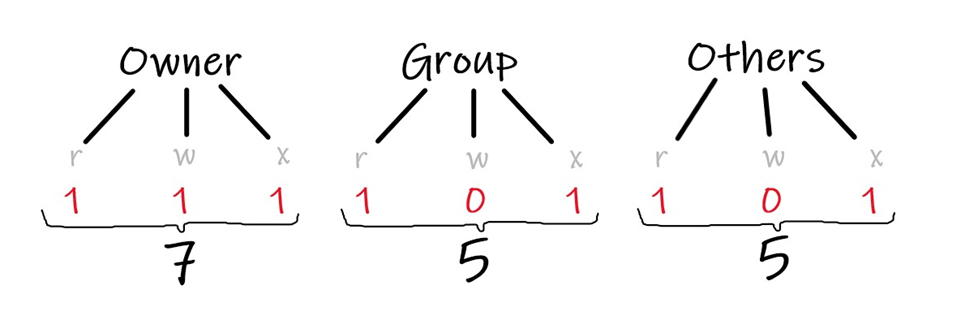 Owner Group Others
r w x r w x r w x
1 1 1 1 0 1 1 0 1
7 5 5